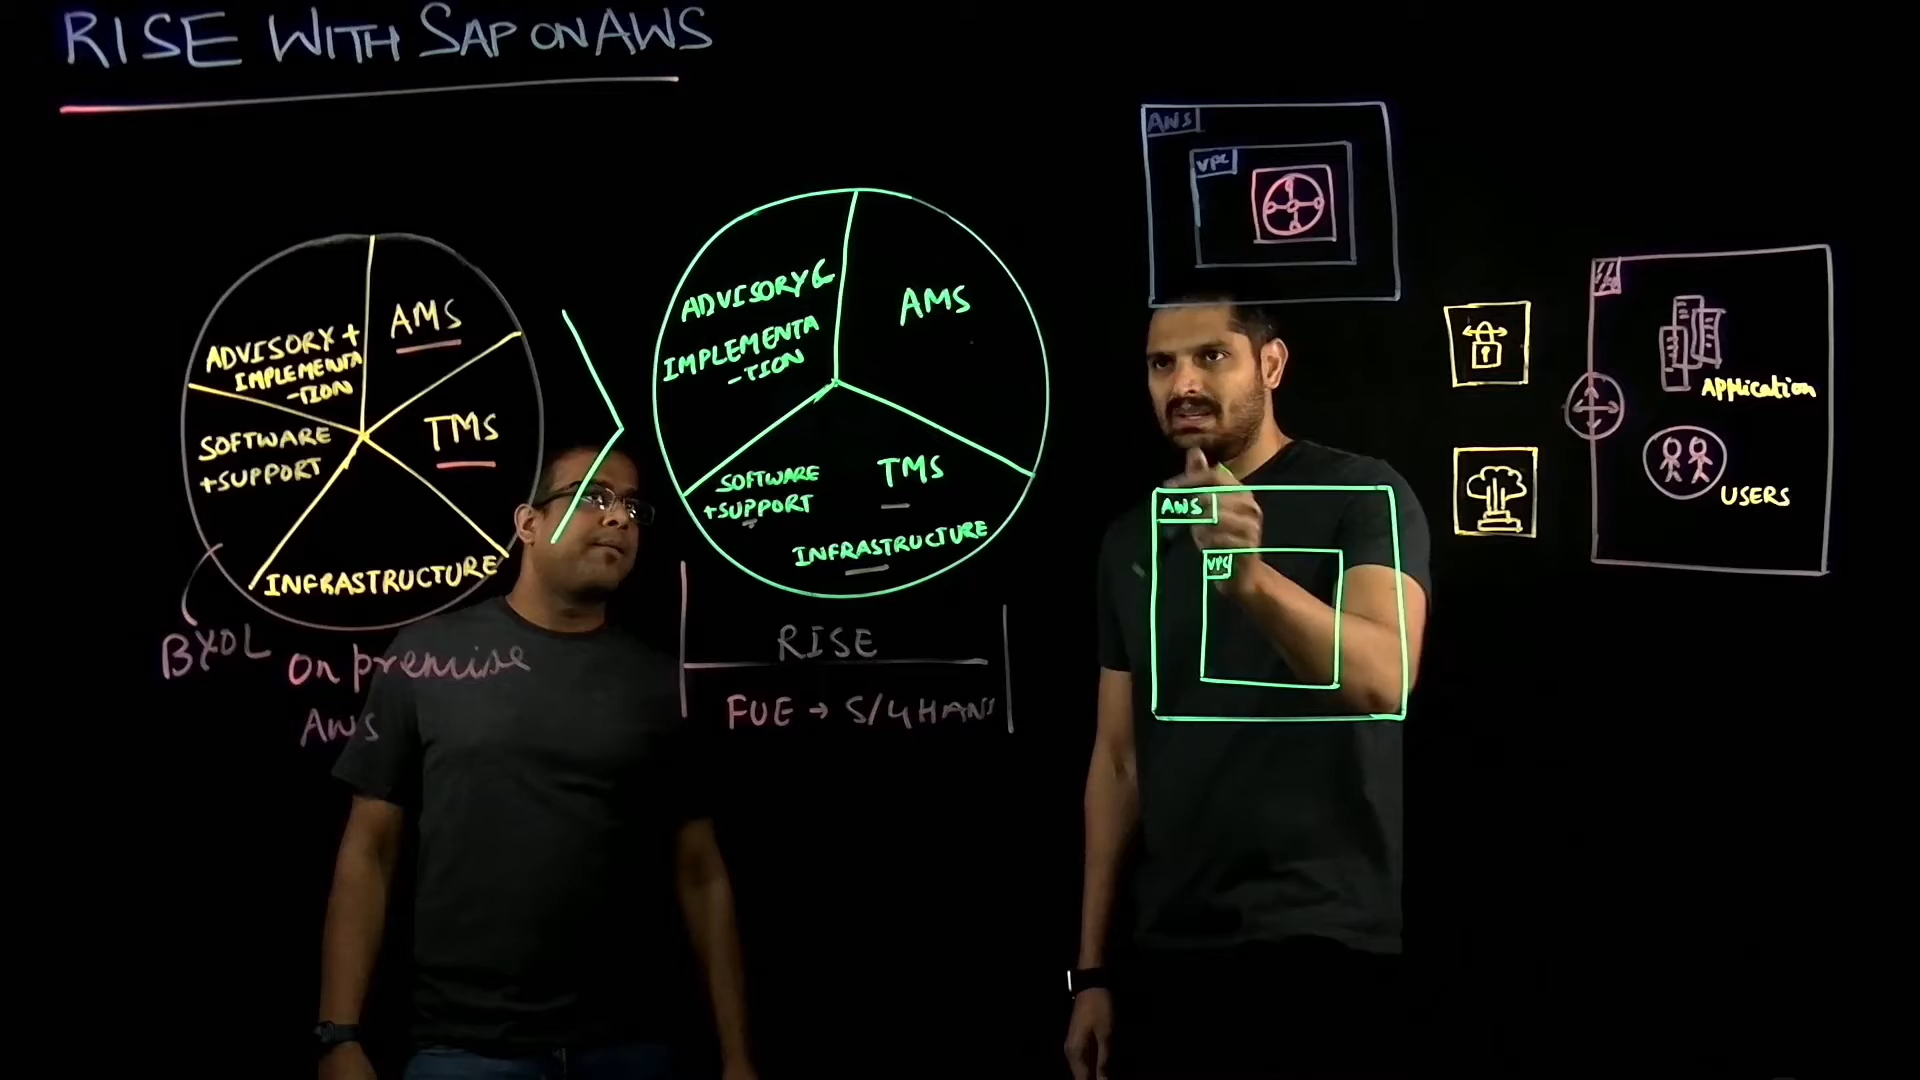 RISE WITH SAP ON AWS
ADVISORY +
IMPLEMENTA
-TION
AMS
SOFTWARE
+SUPPORT
TMS
INFRASTRUCTURE
BYOL
on premise
AWS
ADVISORY &
IMPLEMENTA
-TION
AMS
SOFTWARE
+SUPPORT
TMS
INFRASTRUCTURE
RISE
FUE → S/4HANA
AWS
VPC
AWS
VPC
Application
USERS